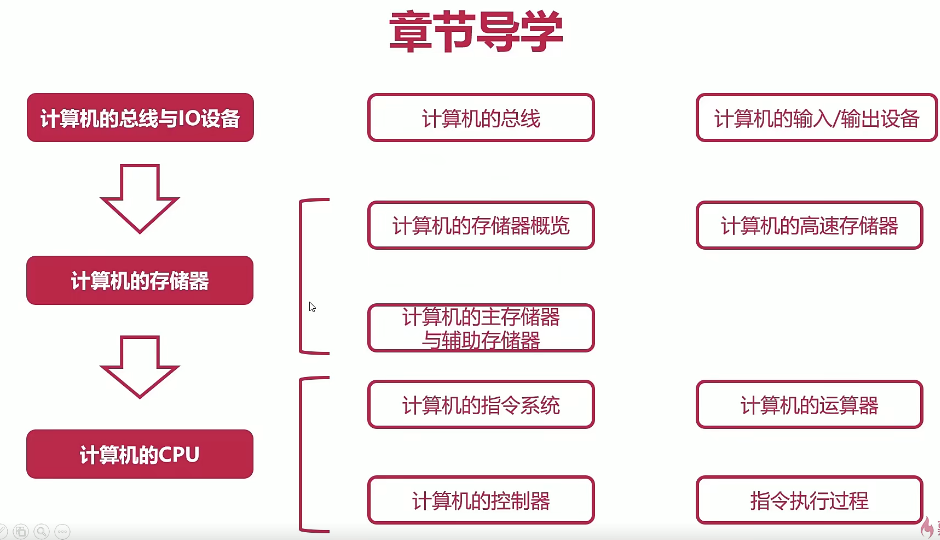 章节导学
计算机的总线与IO设备
计算机的总线
计算机的输入/输出设备
计算机的存储器概览
计算机的高速存储器
计算机的存储器
计算机的主存储器
与辅助存储器
计算机的指令系统
计算机的运算器
计算机的CPU
计算机的控制器
指令执行过程